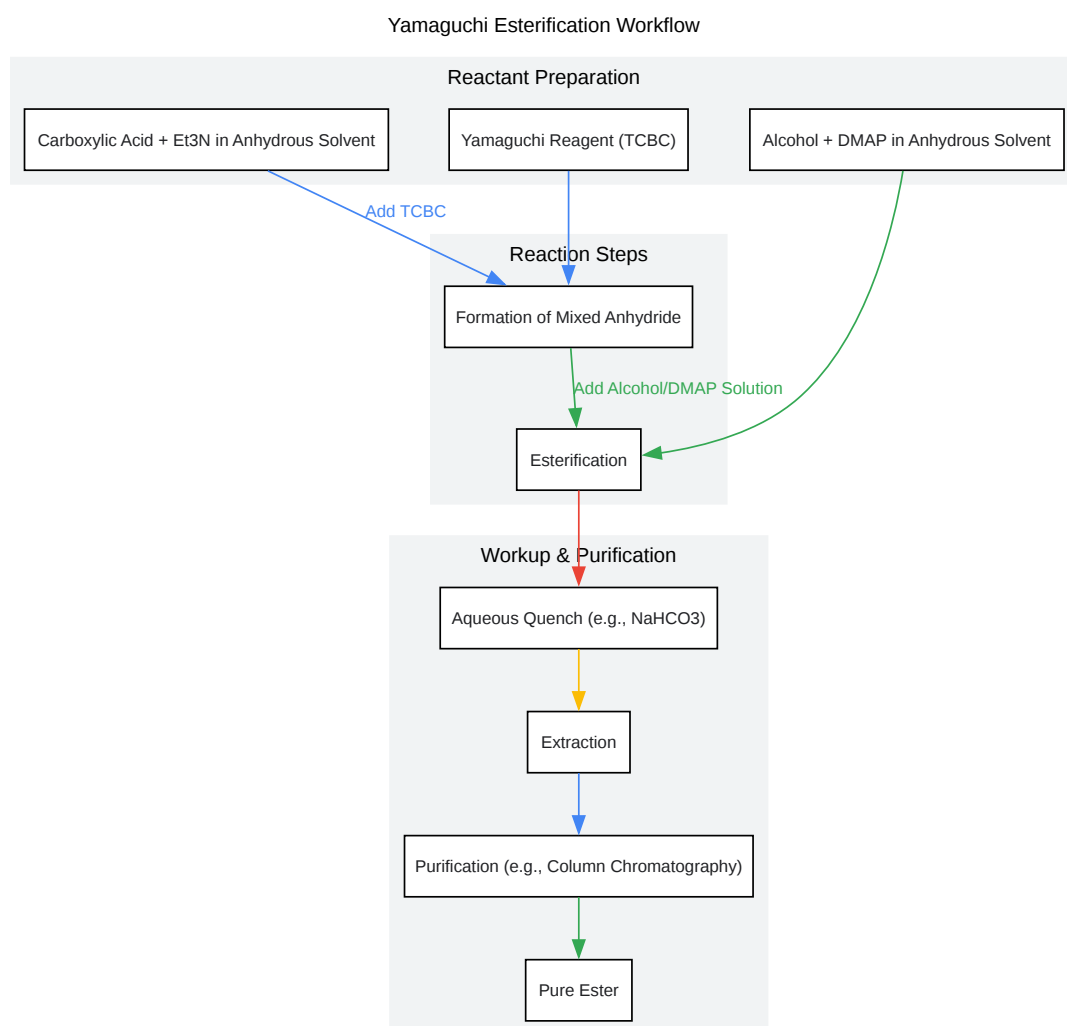 Yamaguchi Esterification Workflow
Reactant Preparation
Carboxylic Acid + Et3N in Anhydrous Solvent
Yamaguchi Reagent (TCBC)
Alcohol + DMAP in Anhydrous Solvent
Add TCBC
Reaction Steps
Formation of Mixed Anhydride
Add Alcohol/DMAP Solution
Esterification
Workup & Purification
Aqueous Quench (e.g., NaHCO3)
Extraction
Purification (e.g., Column Chromatography)
Pure Ester